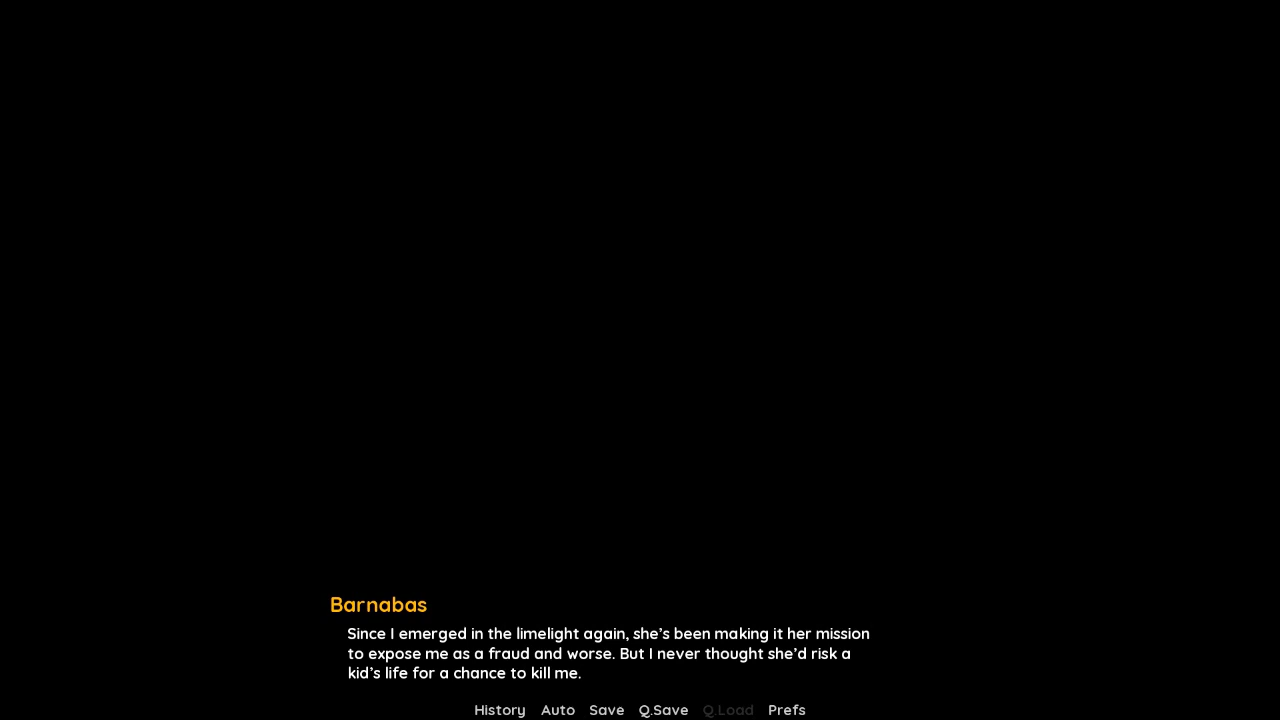 Barnabas
Since I emerged in the limelight again, she’s been making it her mission
to expose me as a fraud and worse. But I never thought she’d risk a
kid’s life for a chance to kill me.
History Auto Save Q.Save Q.Load Prefs